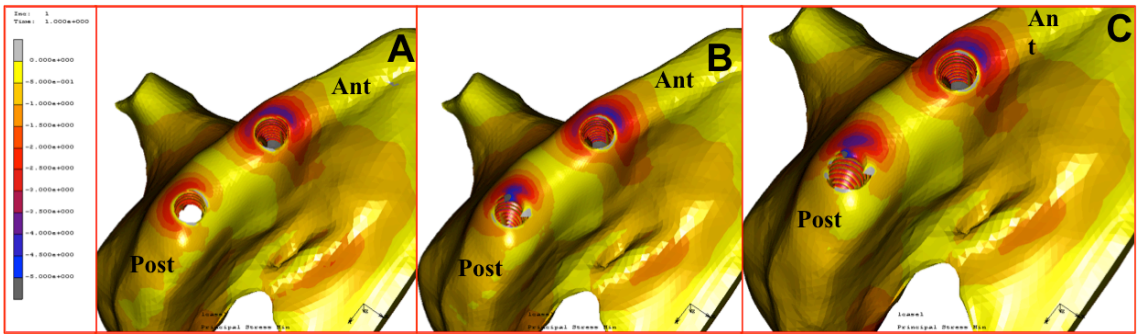 Inc: 1
Time: 1.000e+000
0.000e+000
-5.000e-001
-1.000e+000
-1.500e+000
-2.000e+000
-2.500e+000
-3.000e+000
-3.500e+000
-4.000e+000
-4.500e+000
-5.000e+000
A
Ant
Post
Principal Stress Min
B
Ant
Post
Principal Stress Min
C
An
t
Post
Principal Stress Min